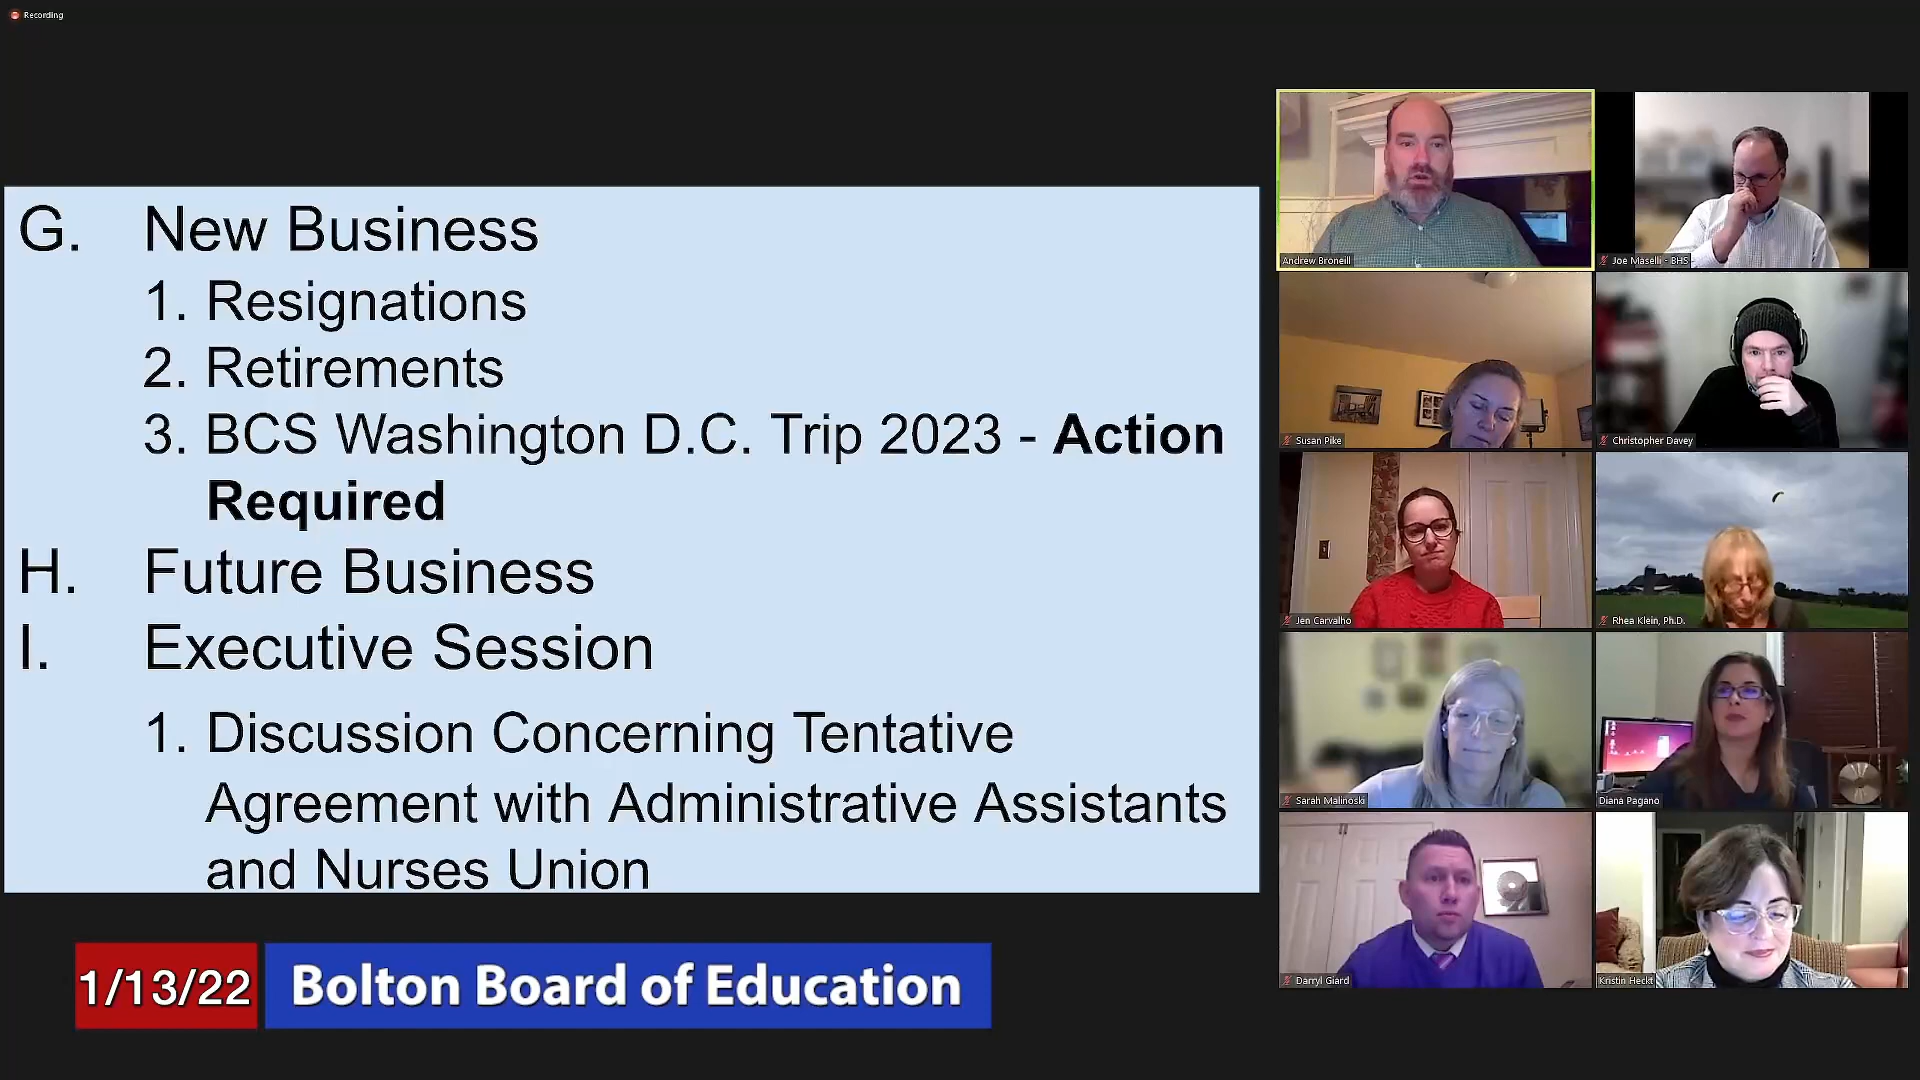 Recording
G. New Business
1. Resignations
2. Retirements
3. BCS Washington D.C. Trip 2023 - Action
Required
H. Future Business
I. Executive Session
1. Discussion Concerning Tentative
Agreement with Administrative Assistants
and Nurses Union
1/13/22 Bolton Board of Education
Andrew Broneill
Joe Maselli - BHS
Susan Pike
Christopher Davey
Jen Carvalho
Rhea Klein, Ph.D.
Sarah Malinoski
Diana Pagano
Darryl Giard
Kristin Heckt